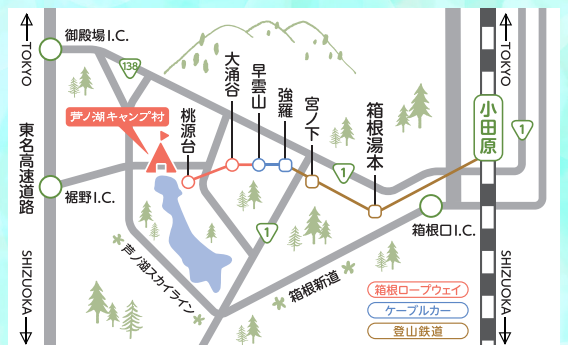 御殿場I.C.
TOKYO
138
大涌谷
早雲山
強羅
宮ノ下
箱根湯本
小田原
TOKYO
1
芦ノ湖キャンプ村
桃源台
東名高速道路
1
裾野I.C.
1
箱根口I.C.
SHIZUOKA
芦ノ湖スカイライン
箱根新道
SHIZUOKA
箱根ロープウェイ
ケーブルカー
登山鉄道